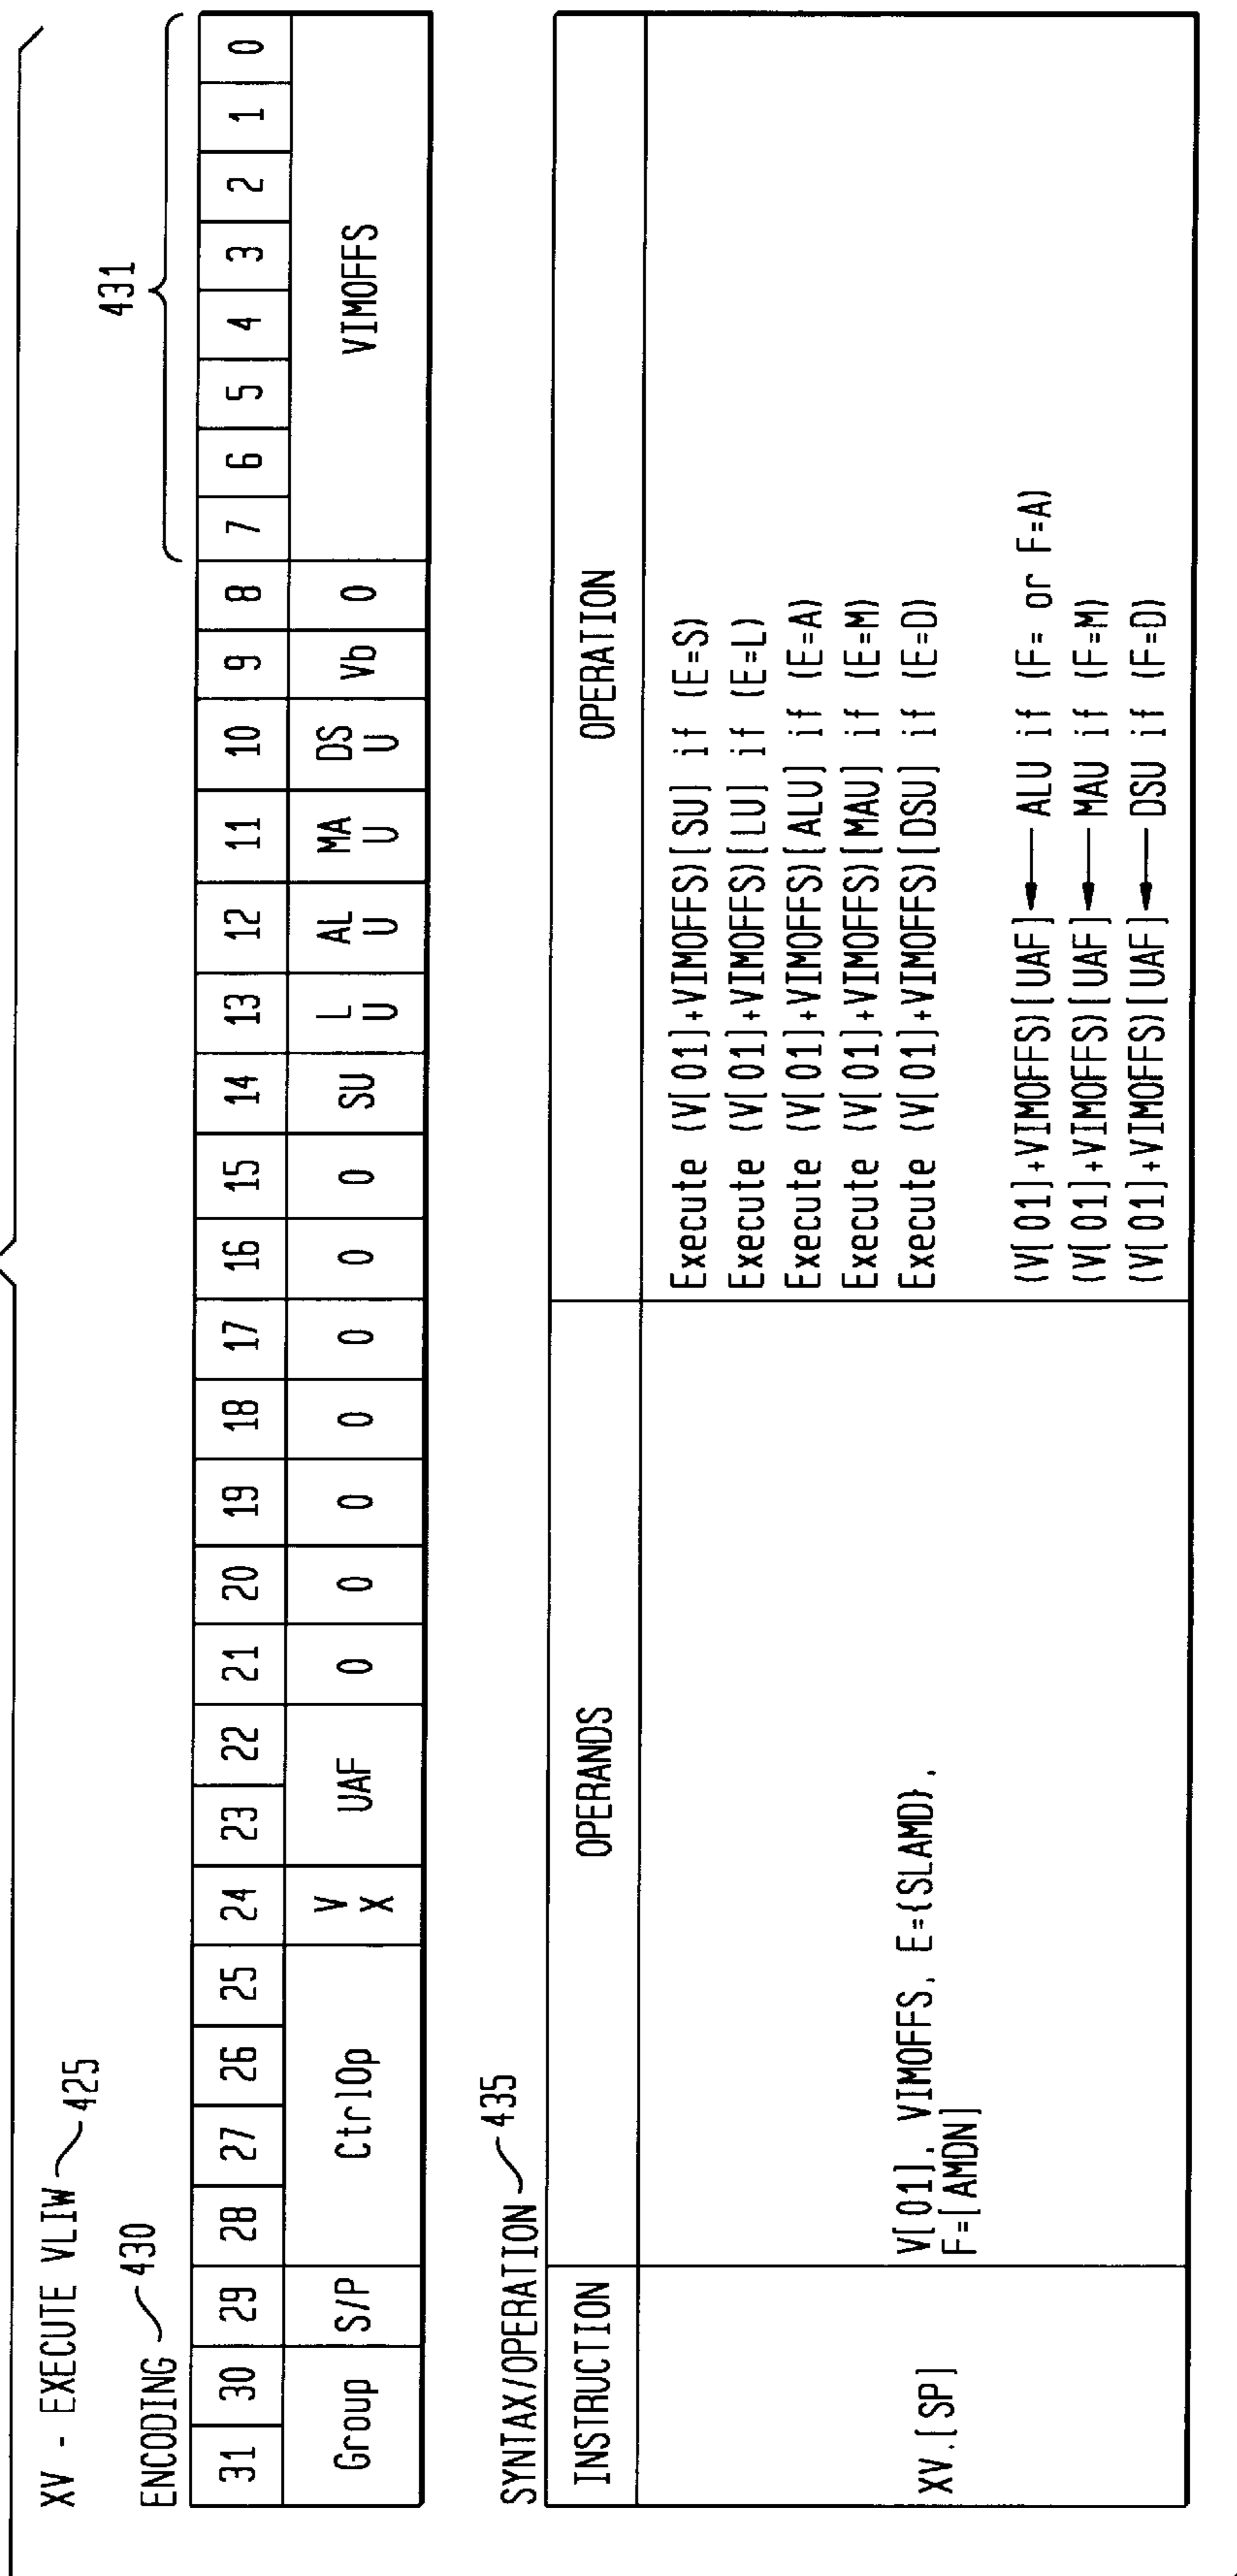 XV - EXECUTE VLIW 425
ENCODING 430
431
31 30 29 28 27 26 25 24 23 22 21 20 19 18 17 16 15 14 13 12 11 10 9 8 7 6 5 4 3 2 1 0
Group S/P CtrlOp VX UAF 0 0 0 0 0 0 0 SU LU ALU MAU DSU Vb 0 VIMOFFS
SYNTAX/OPERATION 435
INSTRUCTION OPERANDS OPERATION
XV.[SP]
V[01], VIMOFFS, E={SLAMD},
F=[AMDN]
Execute (V[01]+VIMOFFS)[SU] if (E=S)
Execute (V[01]+VIMOFFS)[LU] if (E=L)
Execute (V[01]+VIMOFFS)[ALU] if (E=A)
Execute (V[01]+VIMOFFS)[MAU] if (E=M)
Execute (V[01]+VIMOFFS)[DSU] if (E=D)
(V[01]+VIMOFFS)[UAF] ← ALU if (F= or F=A)
(V[01]+VIMOFFS)[UAF] ← MAU if (F=M)
(V[01]+VIMOFFS)[UAF] ← DSU if (F=D)